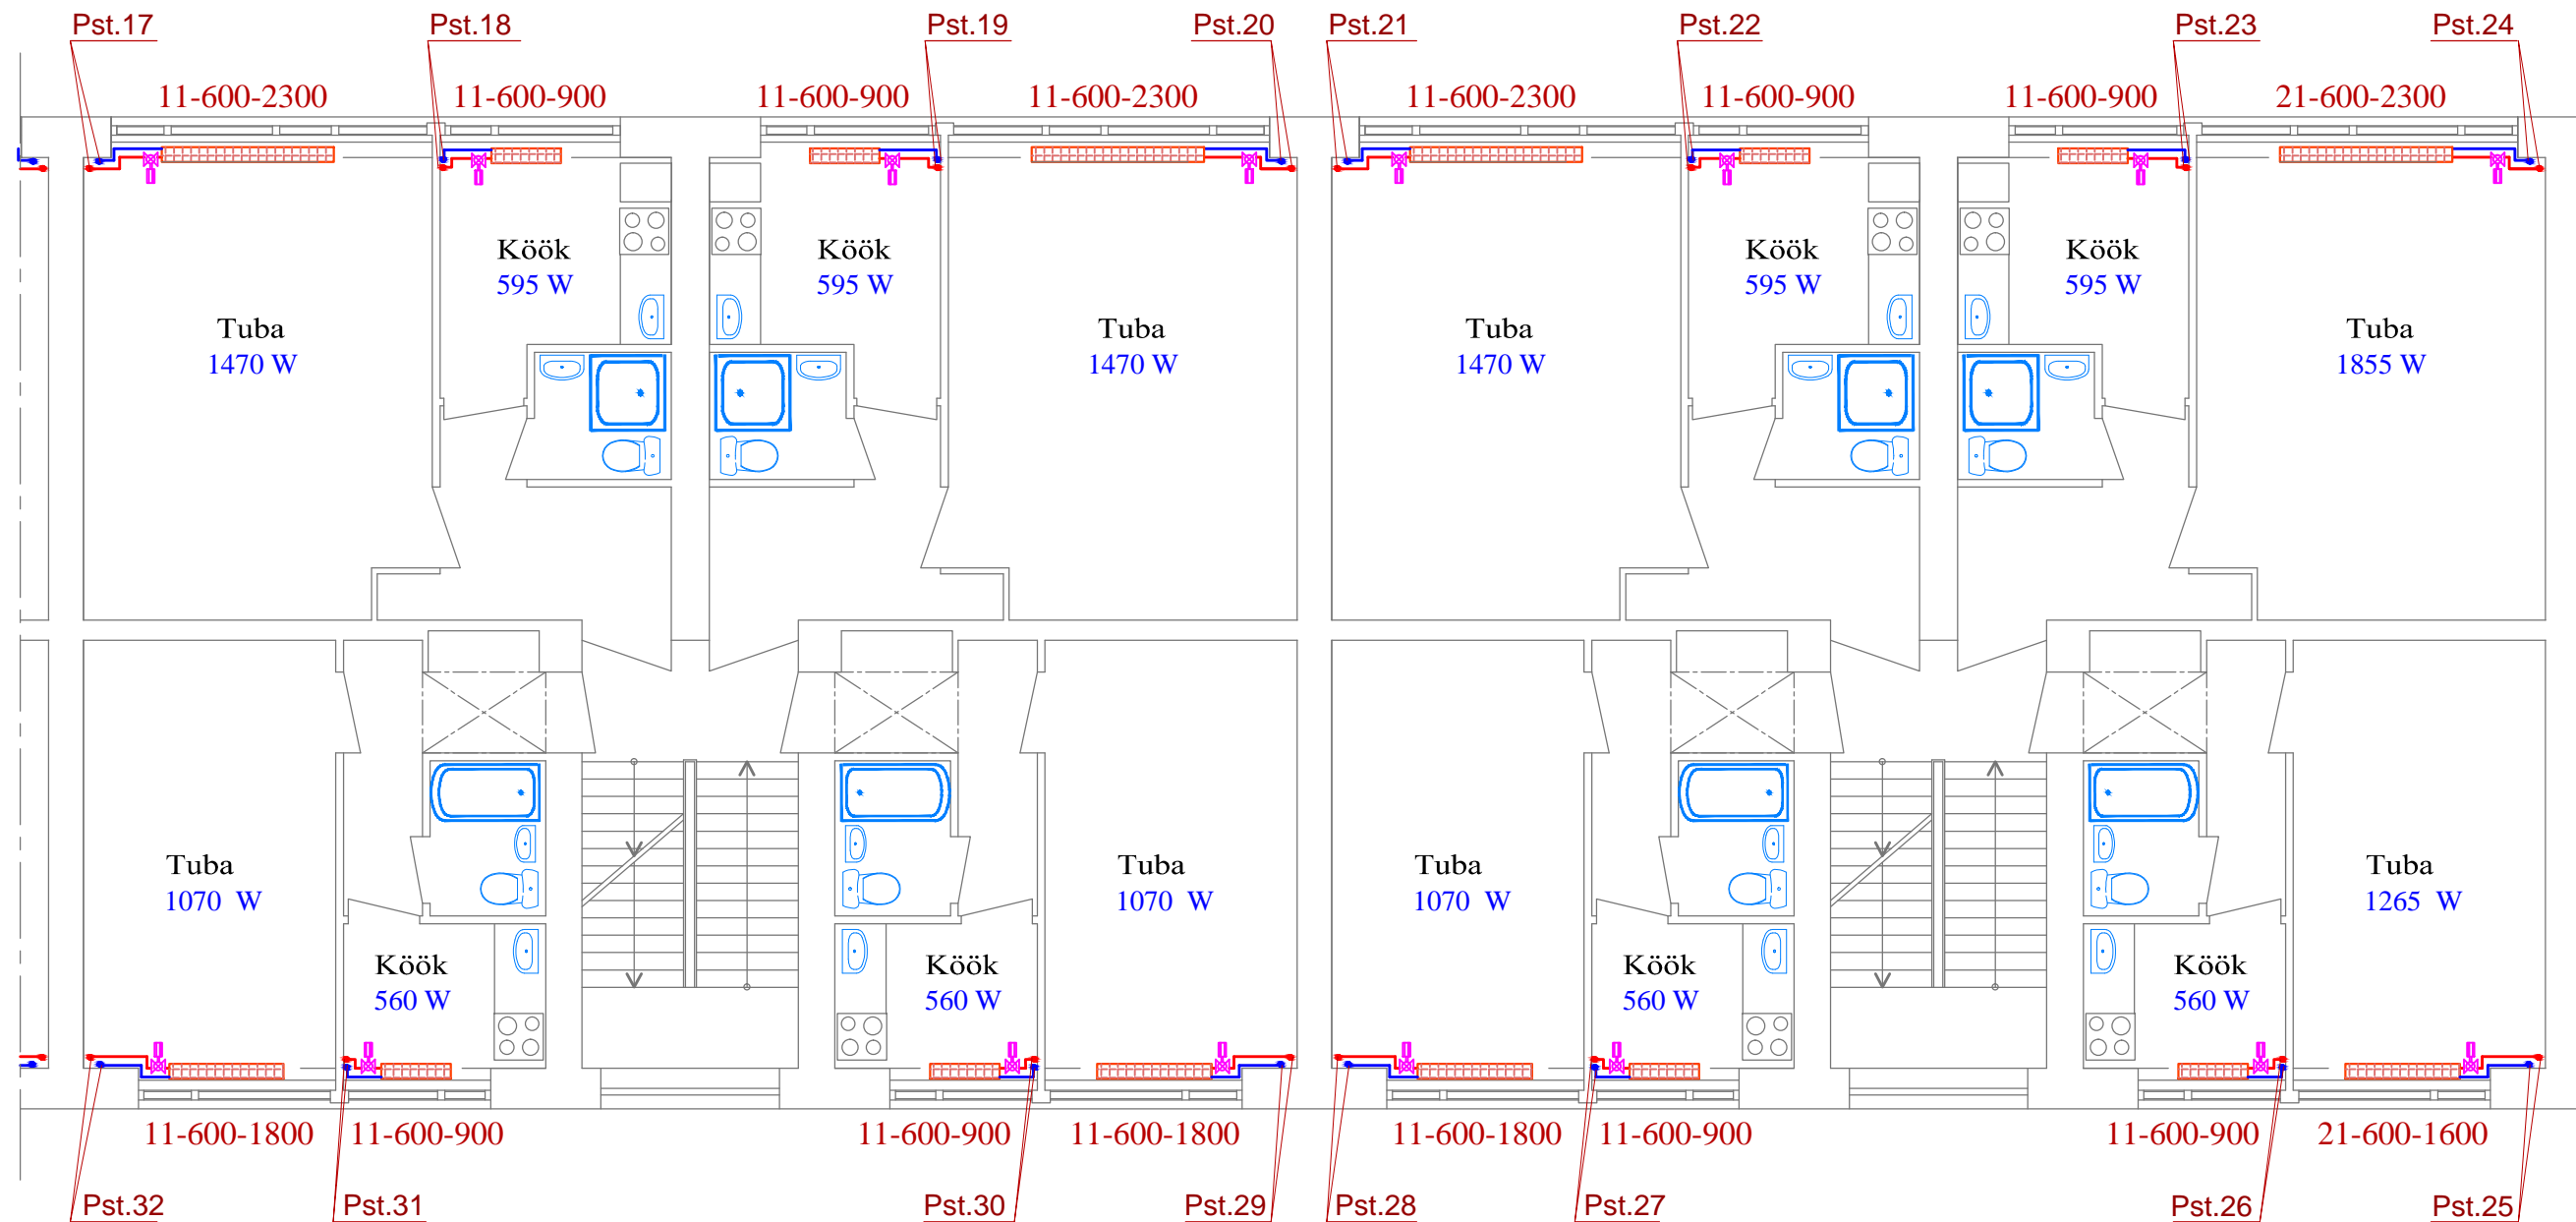 Pst.17 Pst.18 Pst.19 Pst.20 Pst.21 Pst.22 Pst.23 Pst.24
11-600-2300 11-600-900 11-600-900 11-600-2300 11-600-2300 11-600-900 11-600-900 21-600-2300
Köök Köök Köök Köök
595 W 595 W 595 W 595 W
Tuba Tuba Tuba Tuba
1470 W 1470 W 1470 W 1855 W
Tuba Tuba Tuba Tuba
1070 W 1070 W 1070 W 1265 W
Köök Köök Köök Köök
560 W 560 W 560 W 560 W
11-600-1800 11-600-900 11-600-900 11-600-1800 11-600-1800 11-600-900 11-600-900 21-600-1600
Pst.32 Pst.31 Pst.30 Pst.29 Pst.28 Pst.27 Pst.26 Pst.25